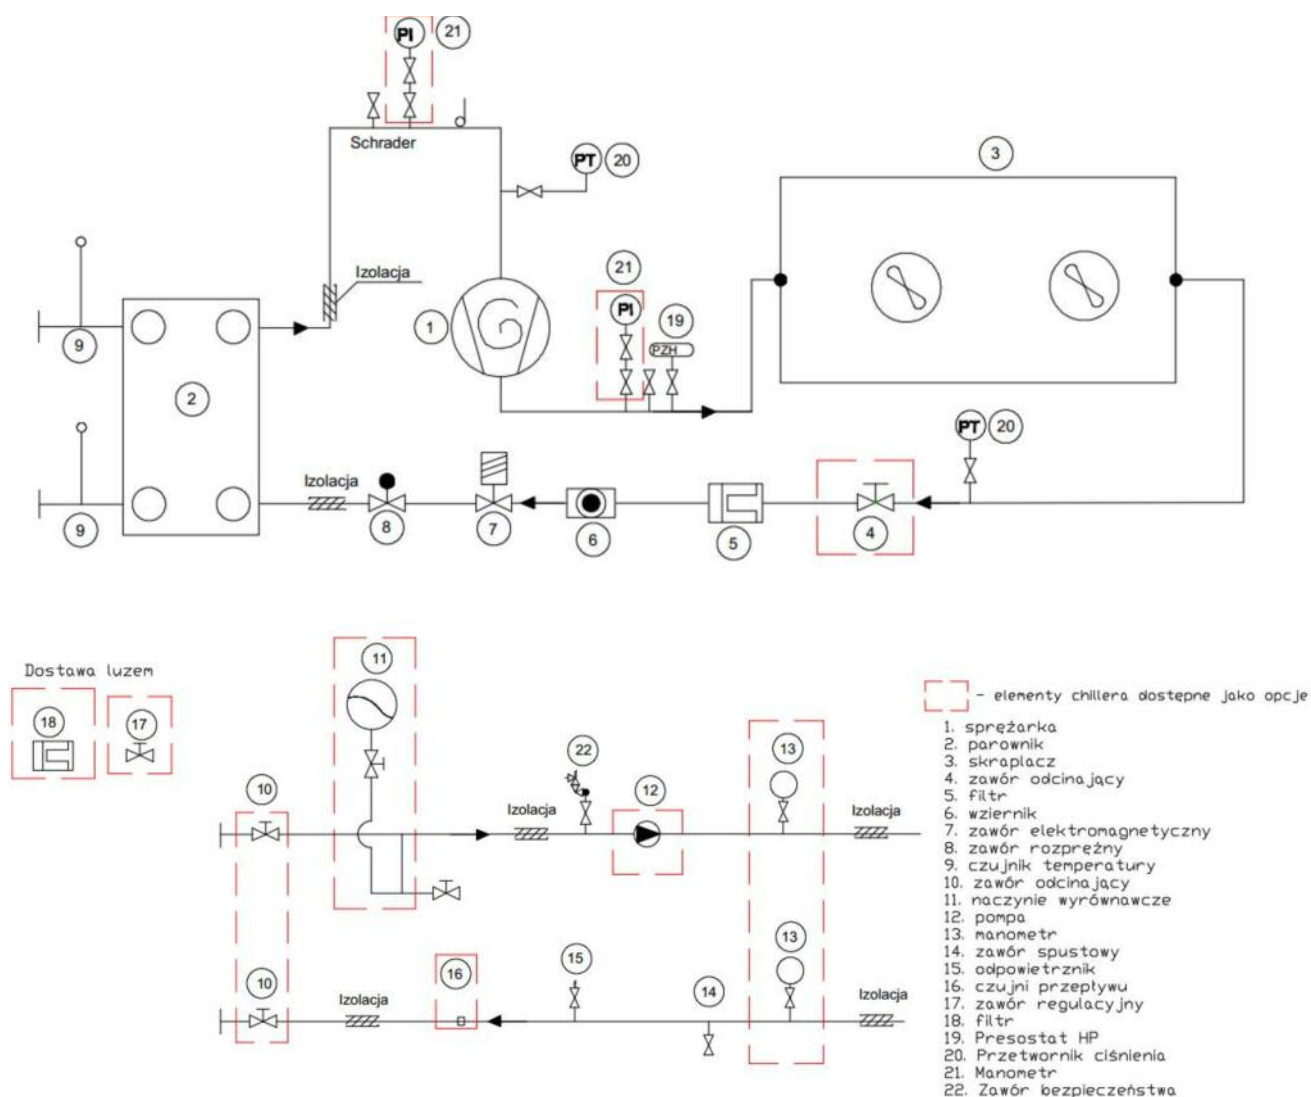 PI 21
Schrader
PT 20
3
21
Izolacja
PI
19
1
PZH
9
2
PT 20
Izolacja
9
8
7
6
5
4
11
Dostawa luzem
- elementy chillera dostępne jako opcje
18
17
1. sprężarka
2. parownik
3. skraplacz
4. zawór odcinający
5. filtr
6. wziernik
7. zawór elektromagnetyczny
8. zawór rozprężny
9. czujnik temperatury
10. zawór odcinający
11. naczynie wyrównawcze
12. pompa
13. manometr
14. zawór spustowy
15. odpowietrznik
16. czujni przepływu
17. zawór regulacyjny
18. filtr
19. Presostat HP
20. Przetwornik ciśnienia
21. Manometr
22. Zawór bezpieczeństwa
22
13
10
12
Izolacja
Izolacja
13
15
16
10
14
Izolacja
Izolacja